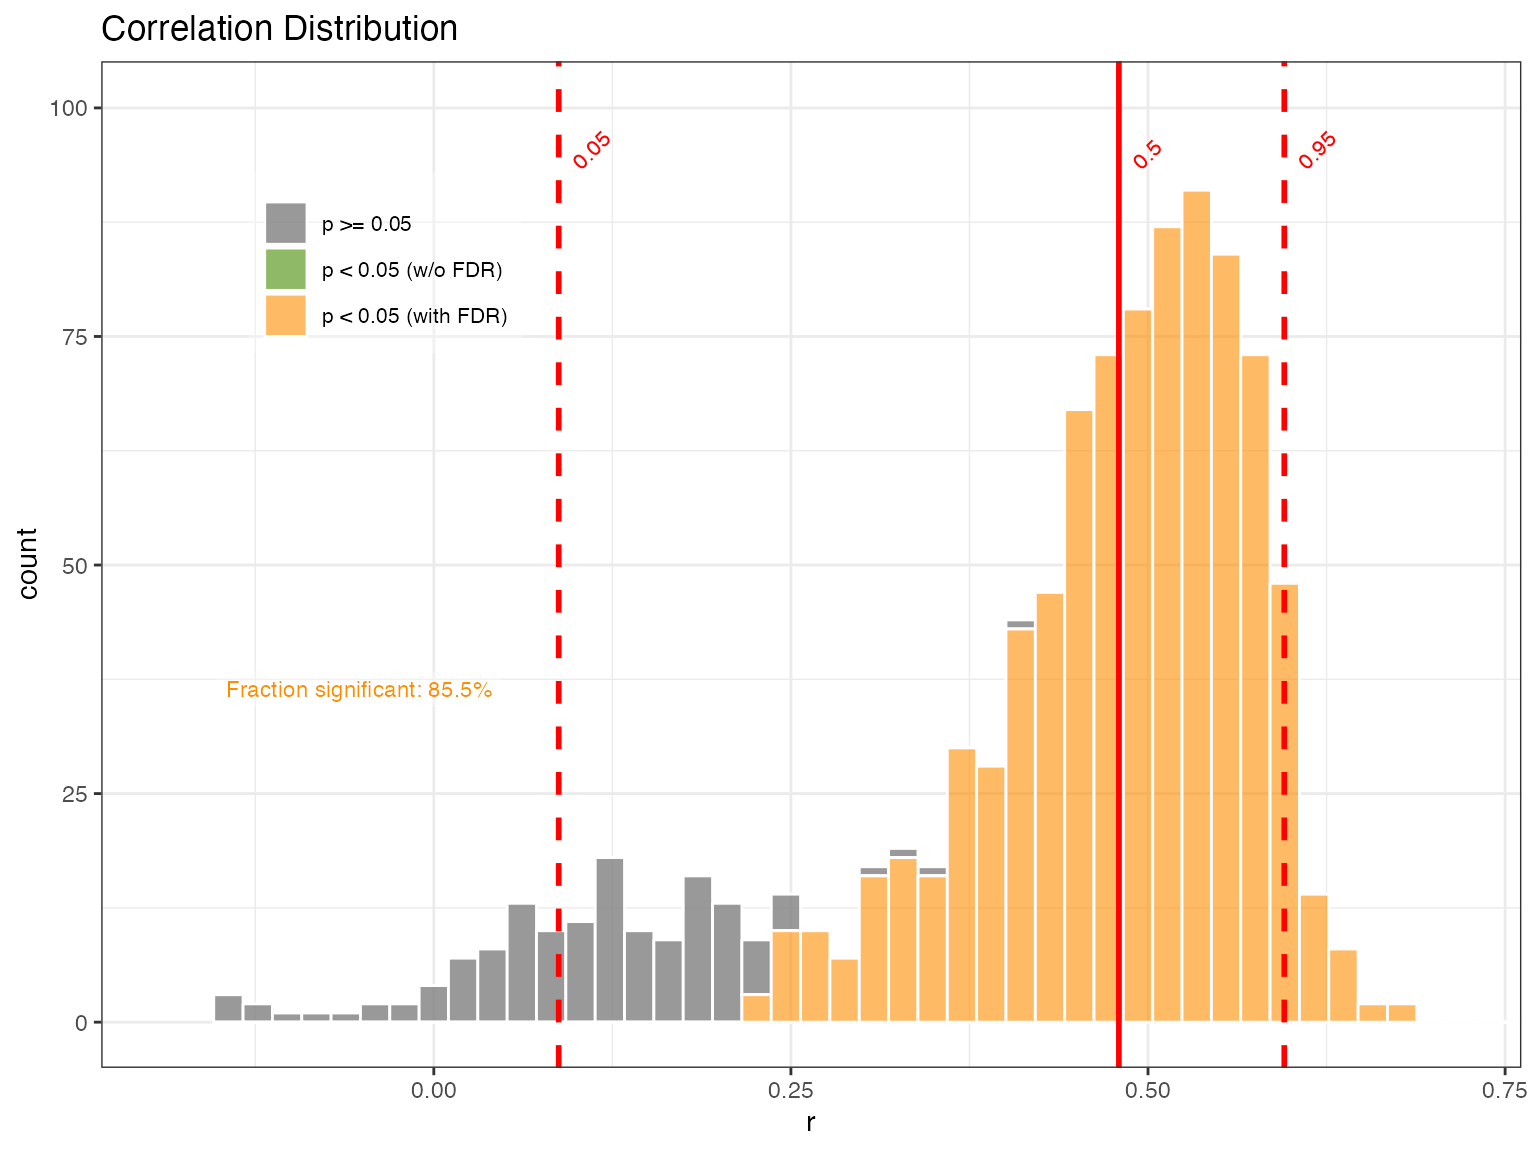 Correlation Distribution
100
75
50
25
0
count
0.05
0.5
0.95
p >= 0.05
p < 0.05 (w/o FDR)
p < 0.05 (with FDR)
Fraction significant: 85.5%
0.00
0.25
0.50
0.75
r